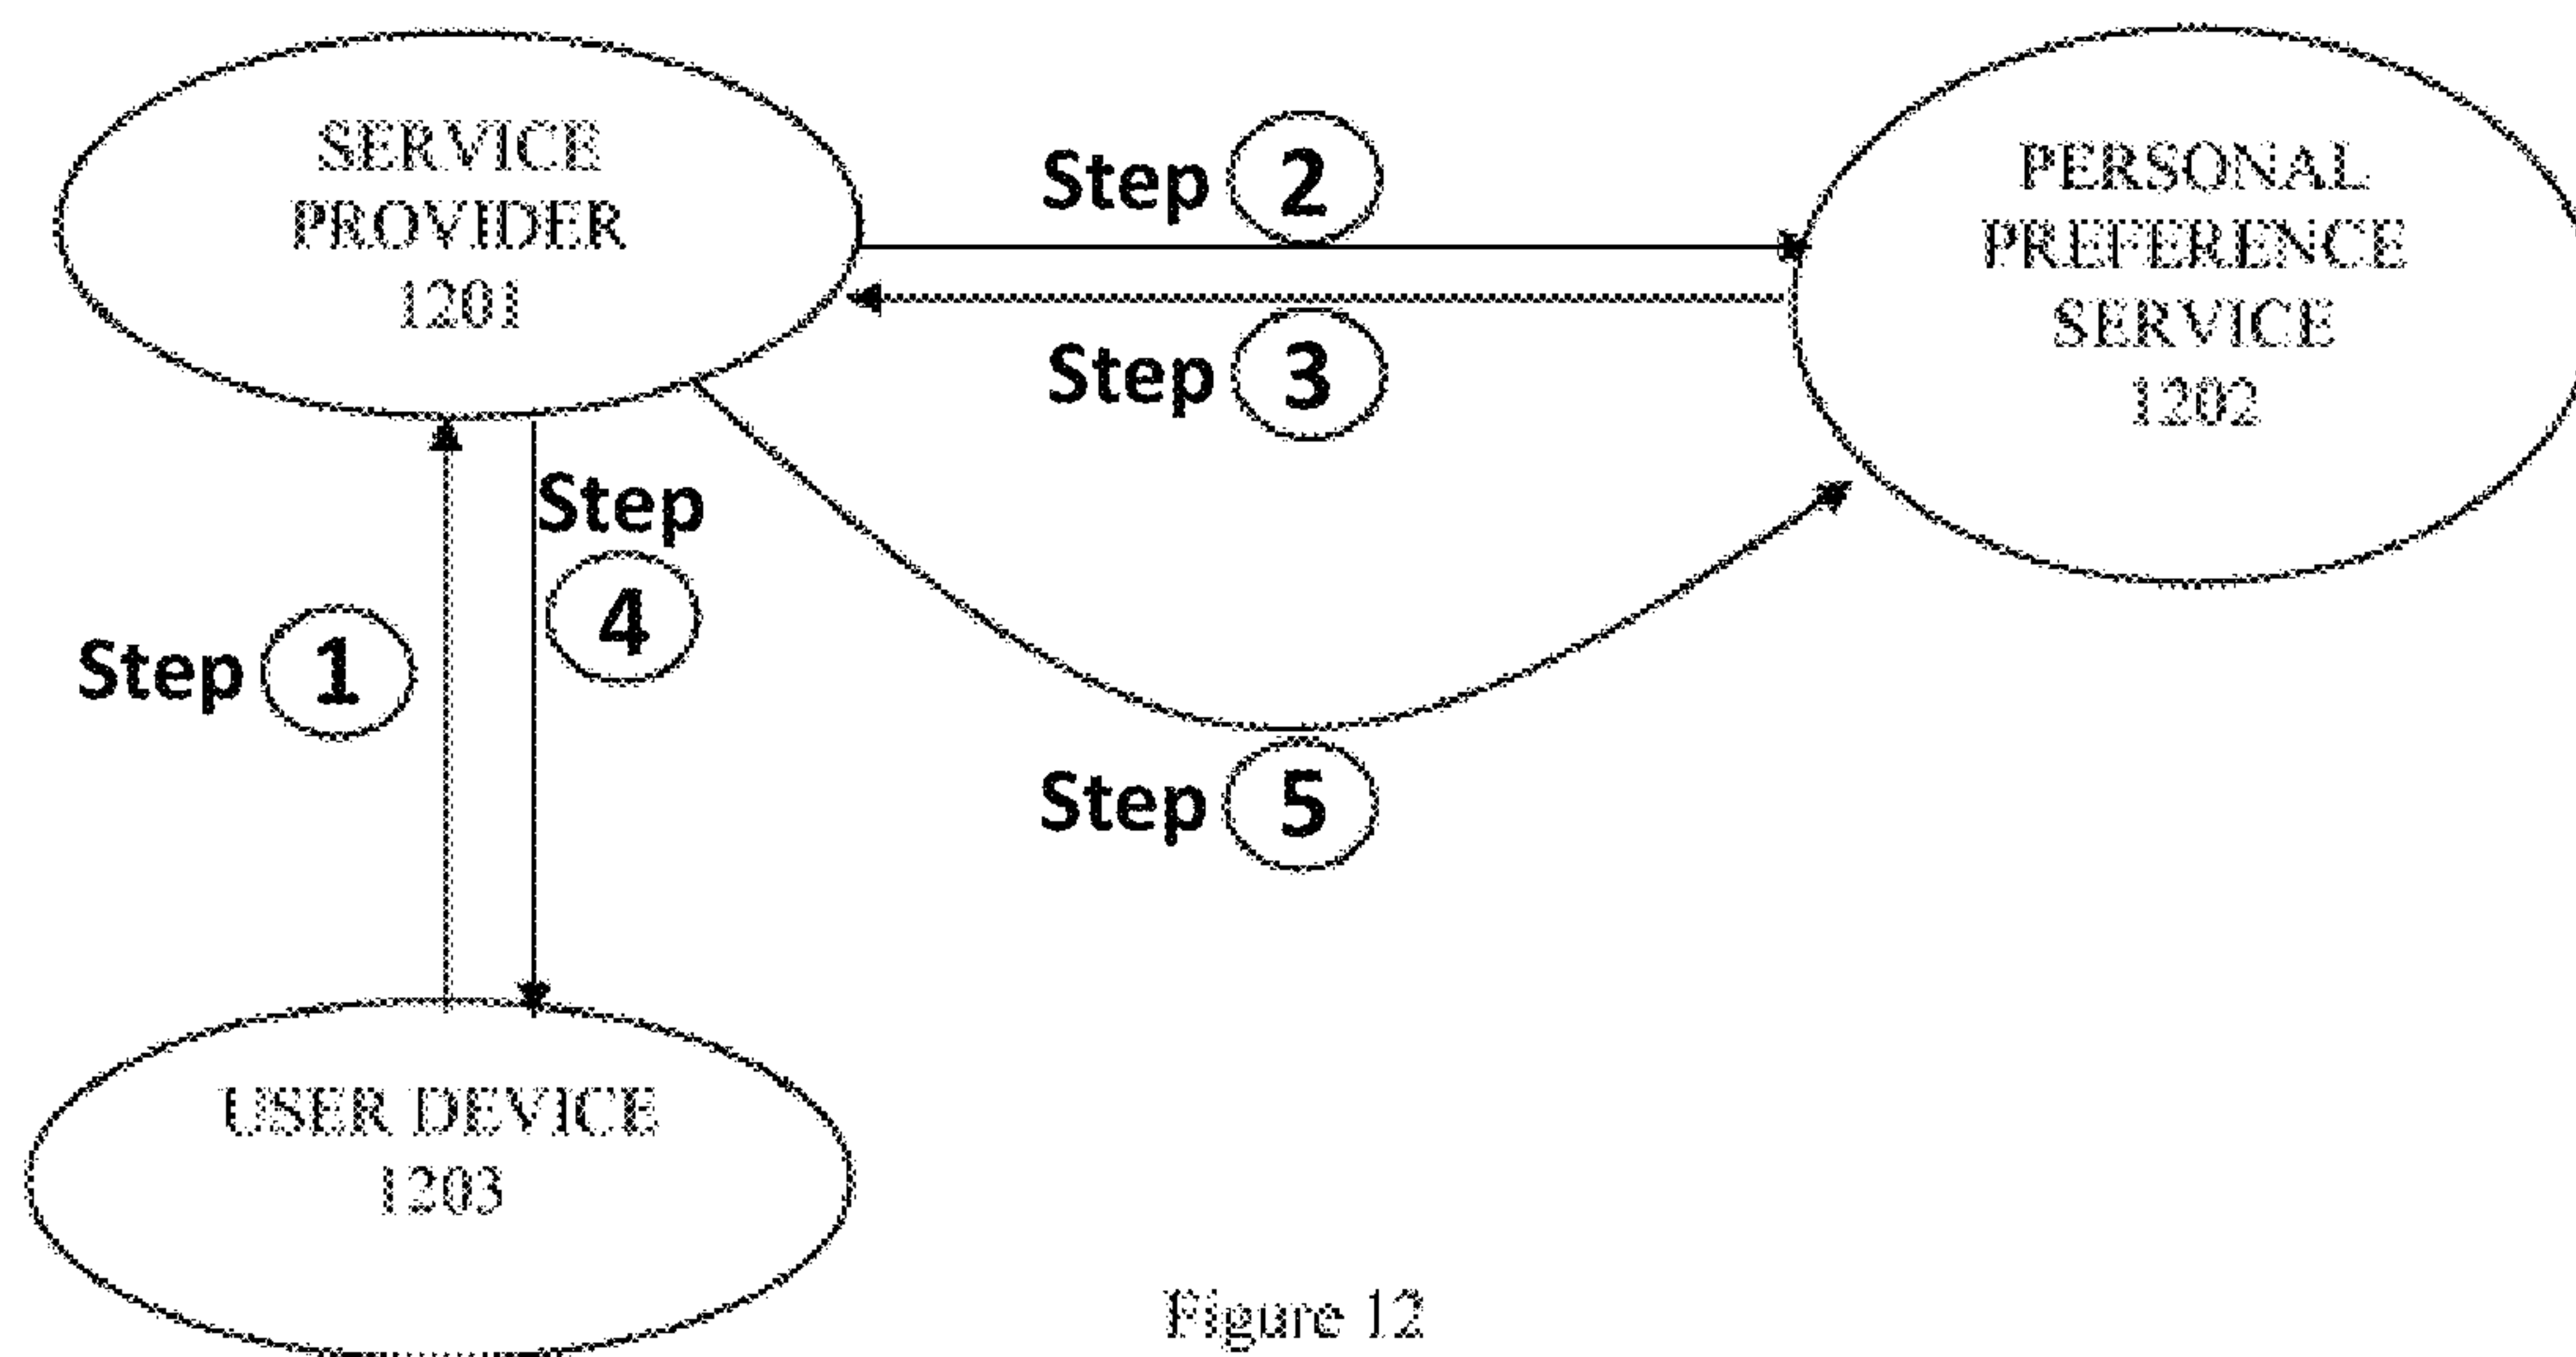 SERVICE
PROVIDER
1201
Step 2
PERSONAL
PREFERENCE
SERVICE
1202
Step 3
Step
4
Step 1
Step 5
USER DEVICE
1203
Figure 12